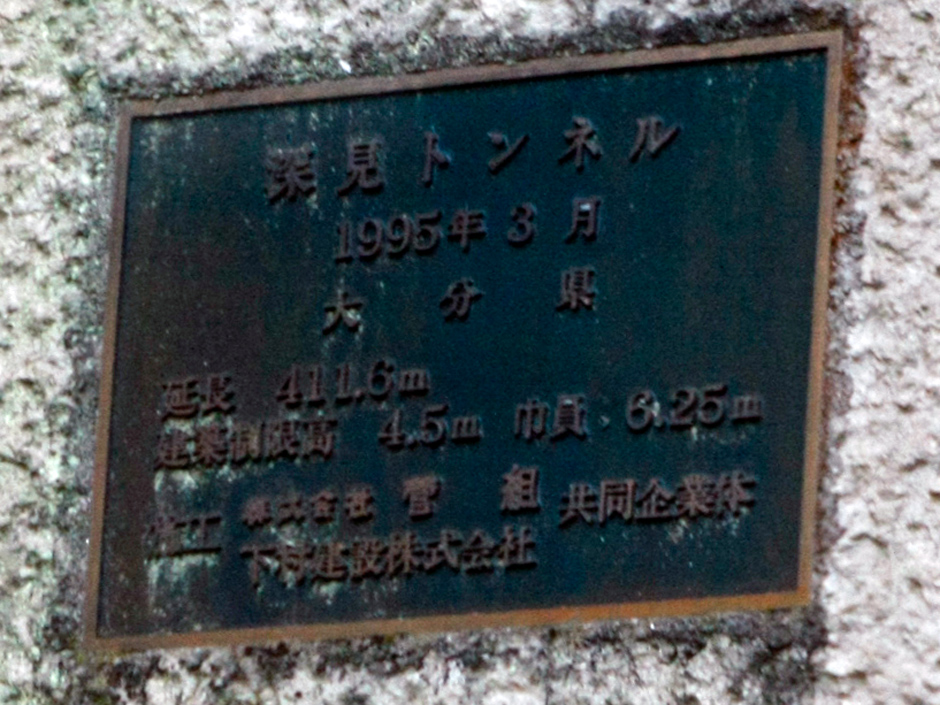 深見トンネル
1995年3月
大分県
延長 411.6m
建築制限高 4.5m 巾員 6.25m
施工 株式会社 菅組 共同企業体
下村建設株式会社